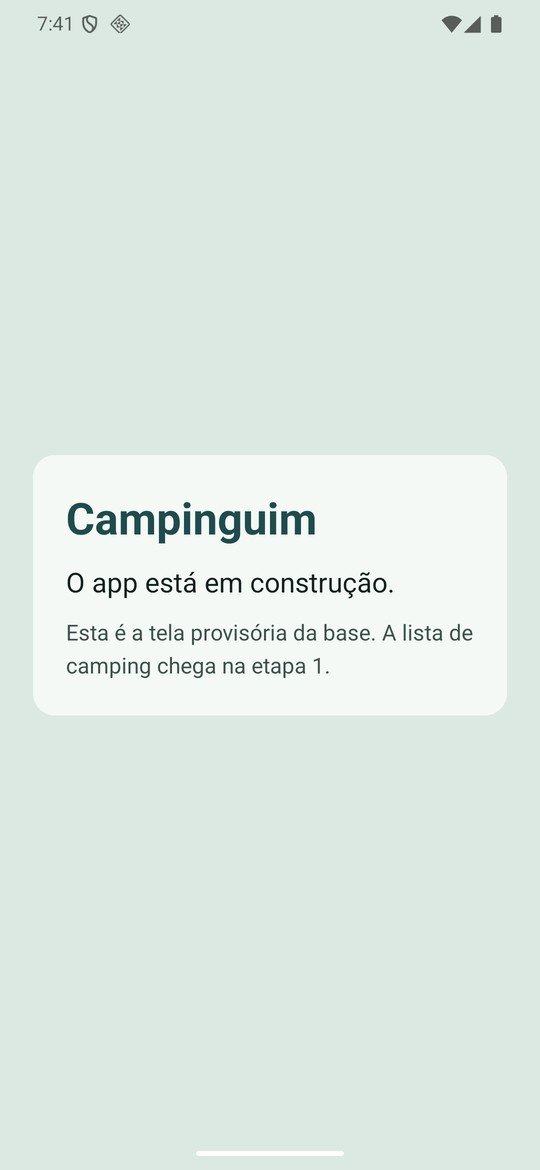 7:41
Campinguim
O app está em construção.
Esta é a tela provisória da base. A lista de
camping chega na etapa 1.